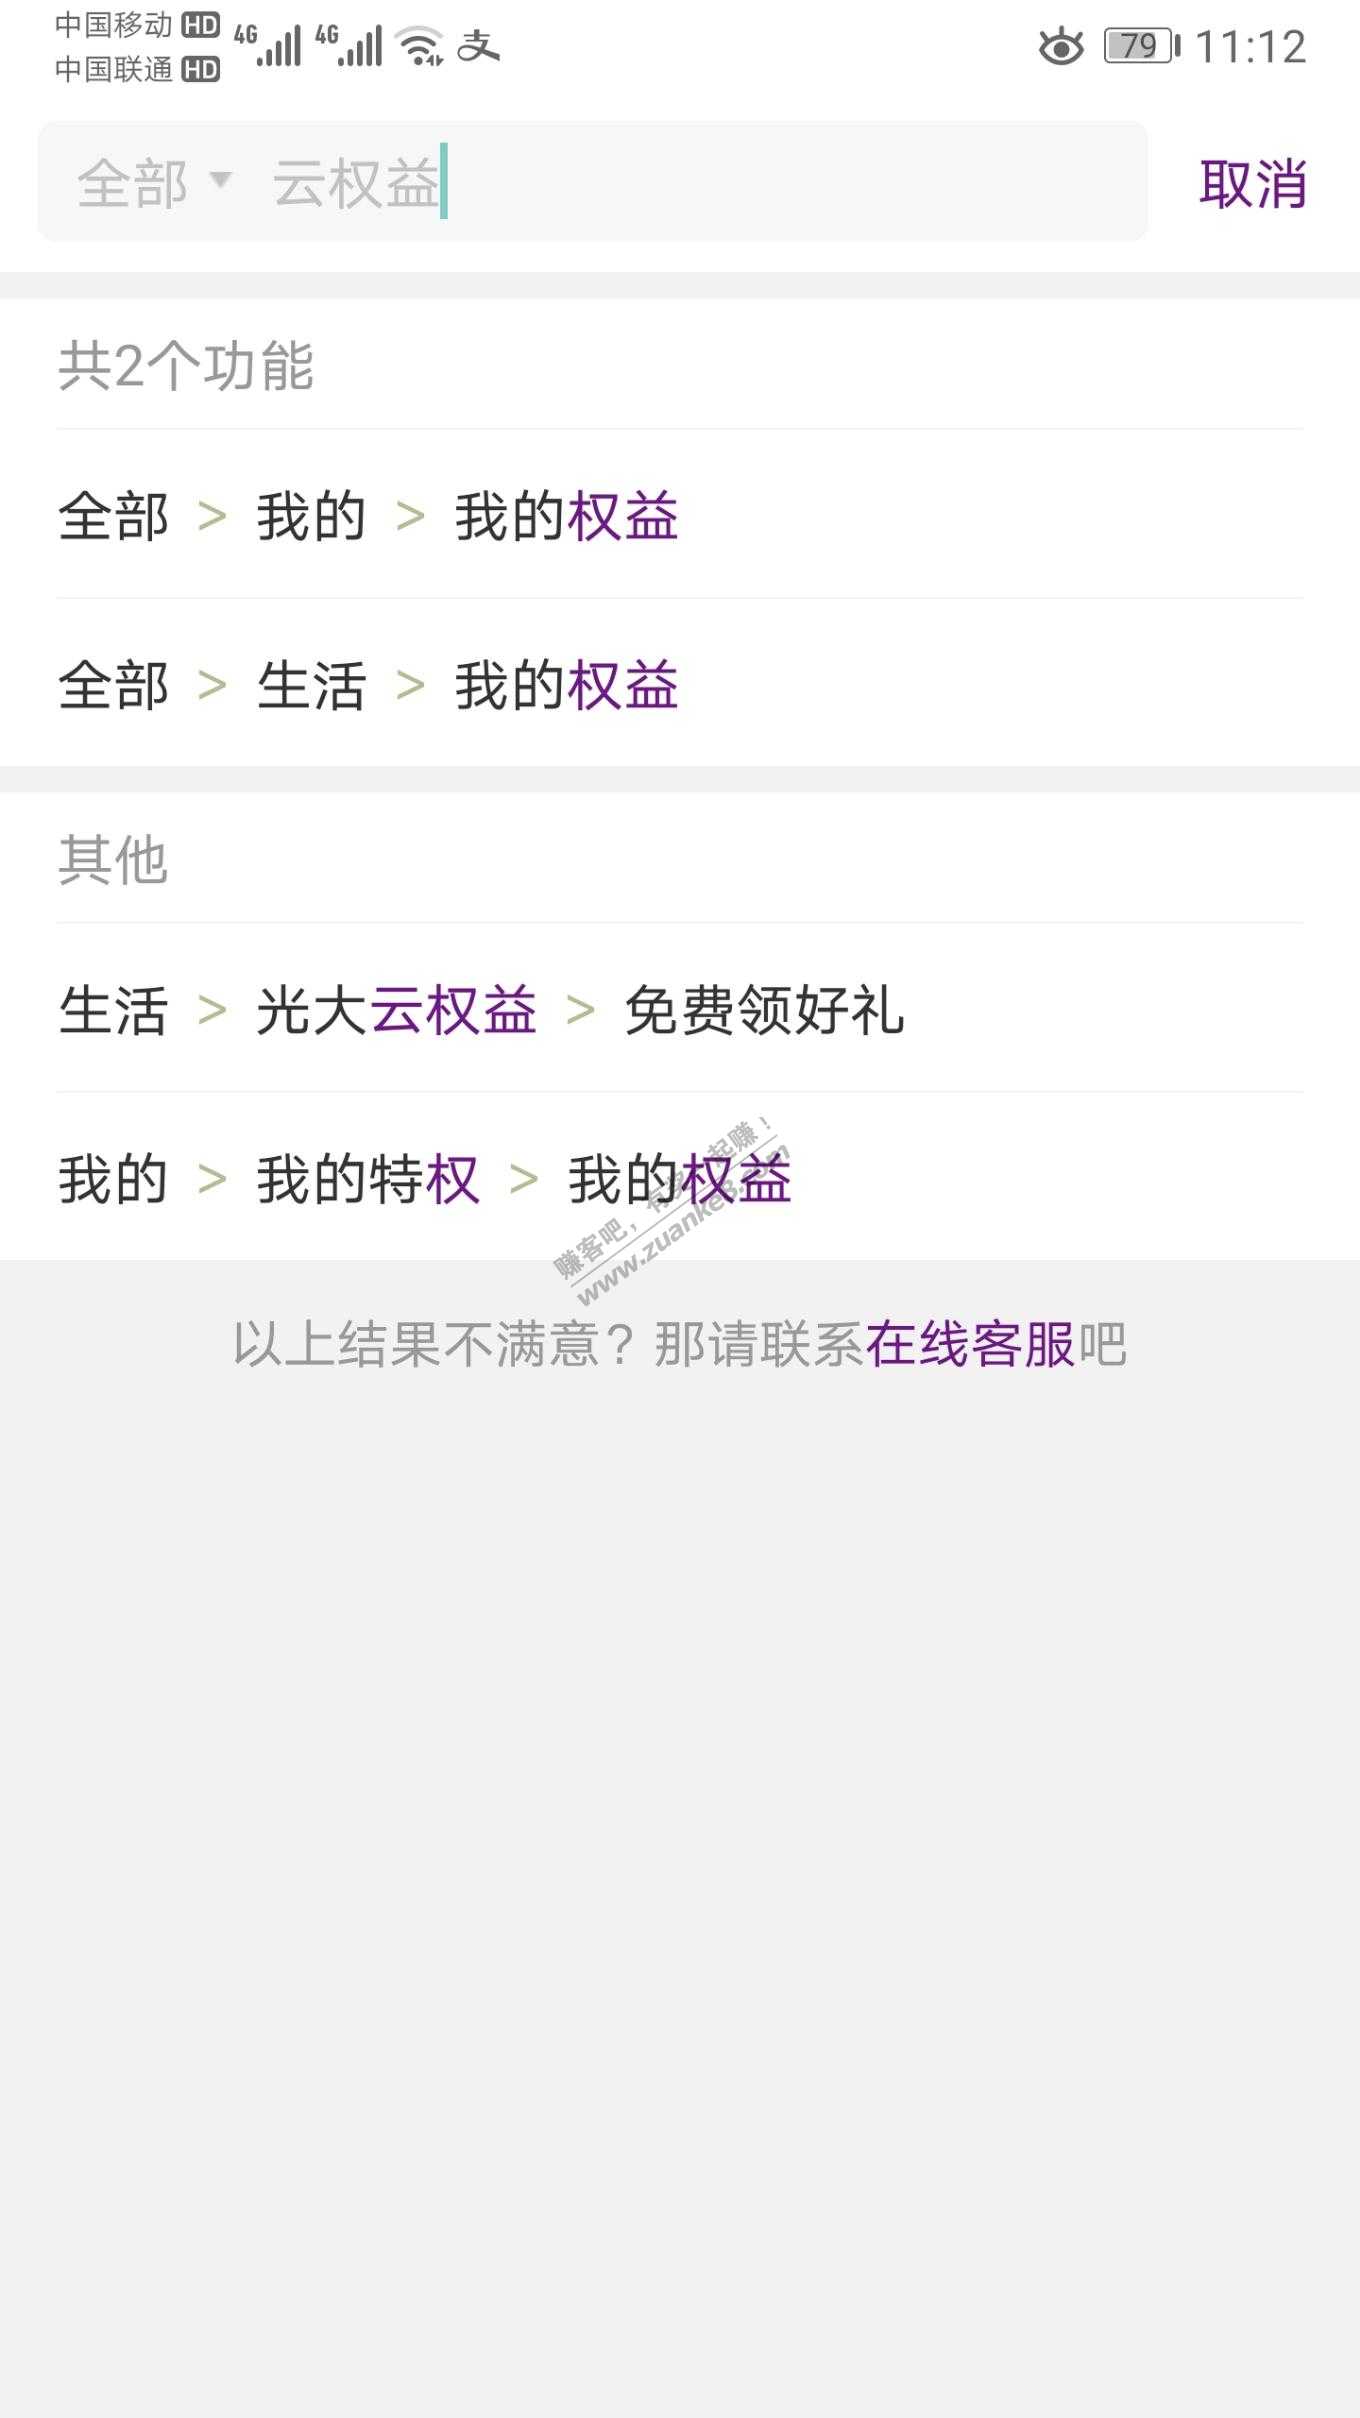 中国移动 HD 4G 4G 支 79 11:12
中国联通 HD
全部 云权益 取消
共2个功能
全部 > 我的 > 我的权益
全部 > 生活 > 我的权益
其他
生活 > 光大云权益 > 免费领好礼
我的 > 我的特权 > 我的权益
赚客吧，有奖一起赚！
www.zuanke8.com
以上结果不满意？那请联系在线客服吧